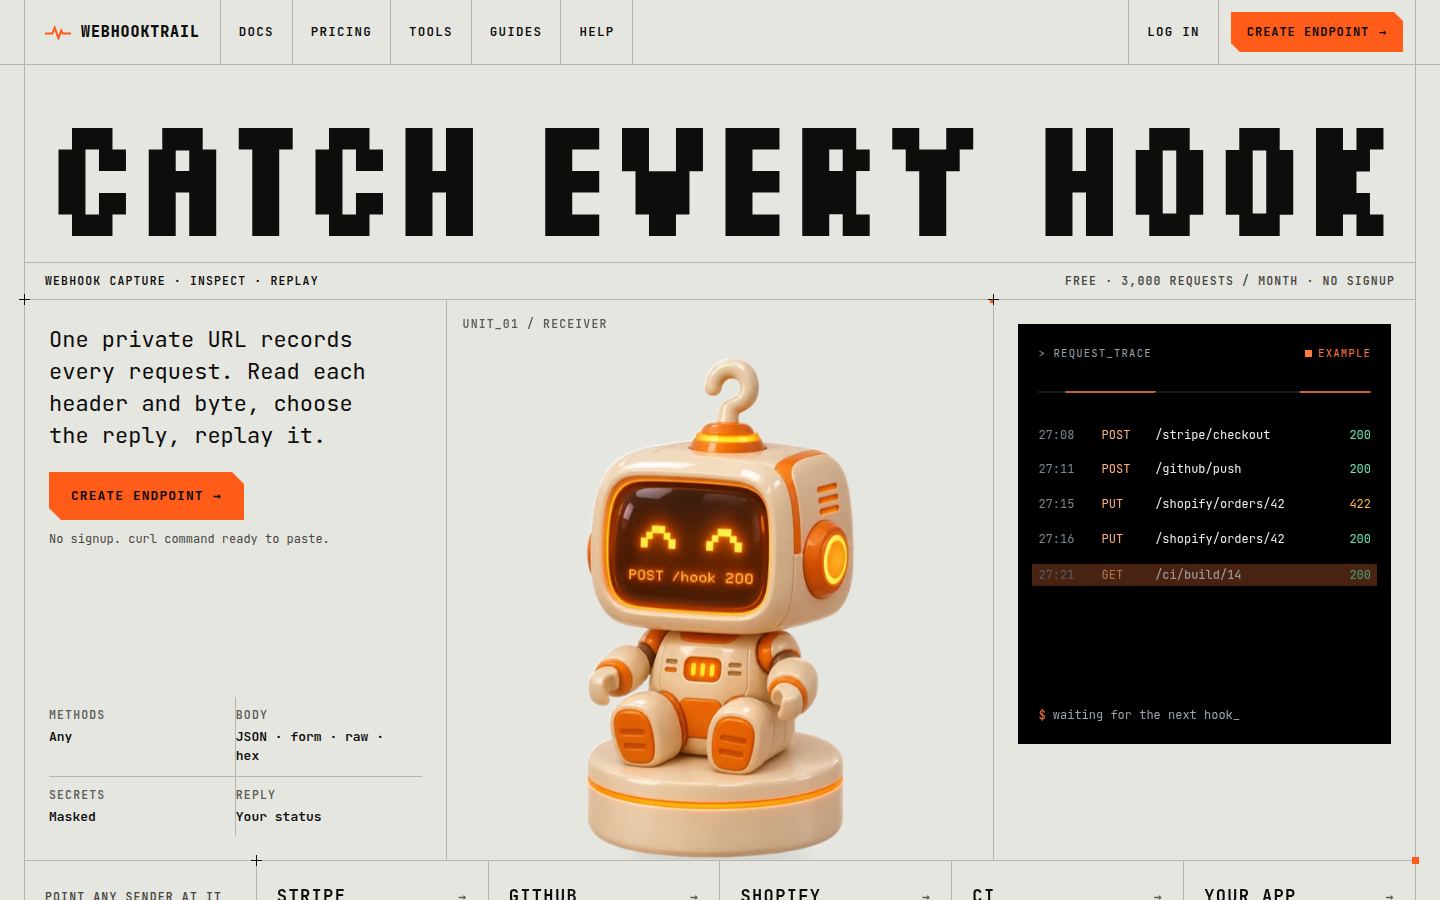 WEBHOOKTRAIL DOCS PRICING TOOLS GUIDES HELP LOG IN CREATE ENDPOINT →
CATCH EVERY HOOK
WEBHOOK CAPTURE · INSPECT · REPLAY
FREE · 3,000 REQUESTS / MONTH · NO SIGNUP
One private URL records
every request. Read each
header and byte, choose
the reply, replay it.
CREATE ENDPOINT →
No signup. curl command ready to paste.
METHODS
Any
BODY
JSON · form · raw ·
hex
SECRETS
Masked
REPLY
Your status
UNIT_01 / RECEIVER
POST /hook 200
> REQUEST_TRACE EXAMPLE
27:08 POST /stripe/checkout 200
27:11 POST /github/push 200
27:15 PUT /shopify/orders/42 422
27:16 PUT /shopify/orders/42 200
27:21 GET /ci/build/14 200
$ waiting for the next hook_
POINT ANY SENDER AT IT STRIPE → GITHUB → SHOPIFY → CI → YOUR APP →